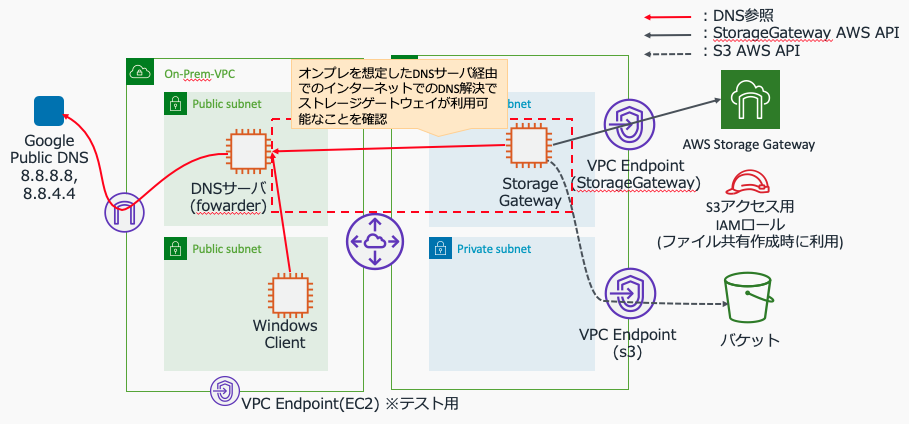 : DNS参照
: StorageGateway AWS API
: S3 AWS API
On-Prem-VPC
オンプレを想定したDNSサーバ経由
でのインターネットでのDNS解決で
ストレージゲートウェイが利用可
能なことを確認
Public subnet
bnet
Google
Public DNS
8.8.8.8,
8.8.4.4
DNSサーバ
(fowarder)
Storage
Gateway
VPC Endpoint
(StorageGateway)
AWS Storage Gateway
S3アクセス用
IAMロール
(ファイル共有作成時に利用)
Public subnet
Private subnet
Windows
Client
VPC Endpoint
(s3)
バケット
VPC Endpoint(EC2) ※テスト用